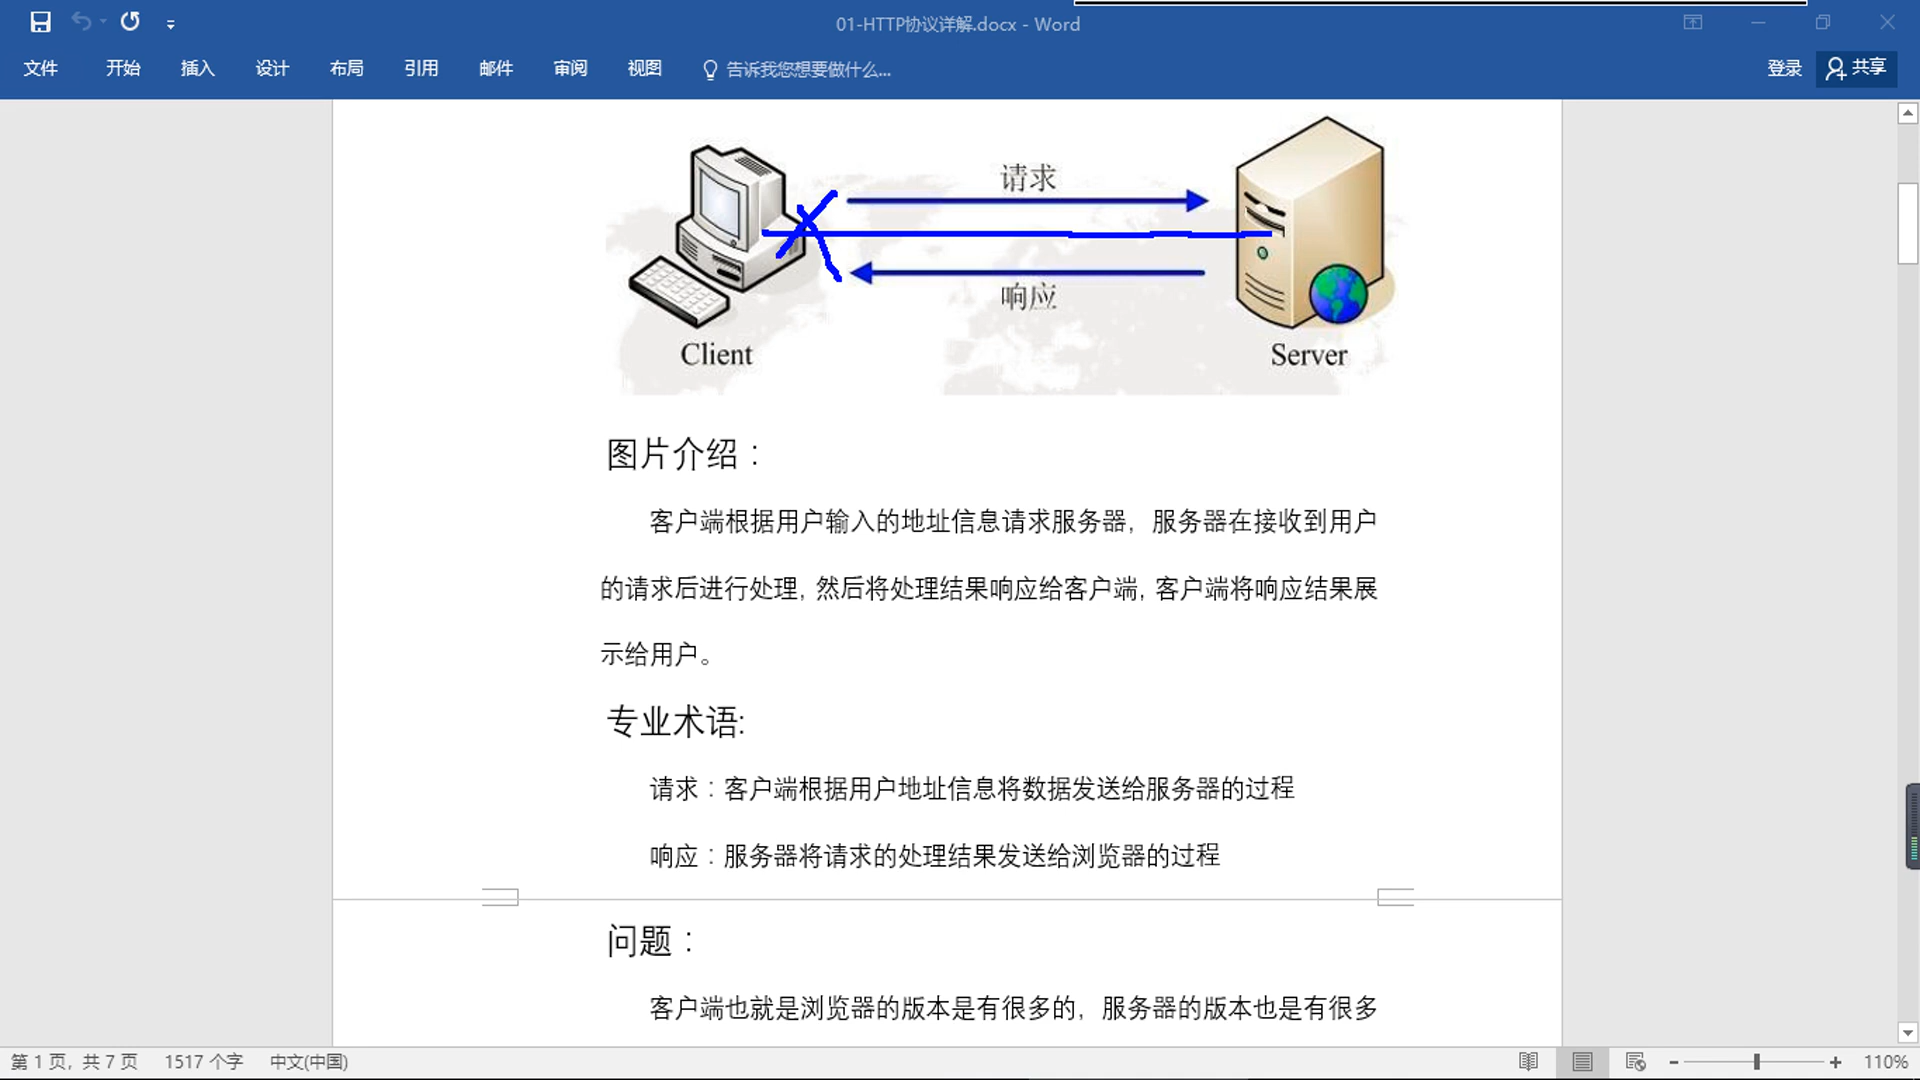 01-HTTP协议详解.docx - Word
文件 开始 插入 设计 布局 引用 邮件 审阅 视图 告诉我您想要做什么... 登录 共享
请求
响应
Client Server
图片介绍：
客户端根据用户输入的地址信息请求服务器，服务器在接收到用户
的请求后进行处理，然后将处理结果响应给客户端，客户端将响应结果展
示给用户。
专业术语:
请求：客户端根据用户地址信息将数据发送给服务器的过程
响应：服务器将请求的处理结果发送给浏览器的过程
问题：
客户端也就是浏览器的版本是有很多的，服务器的版本也是有很多
第 1 页，共 7 页 1517 个字 中文(中国) 110%